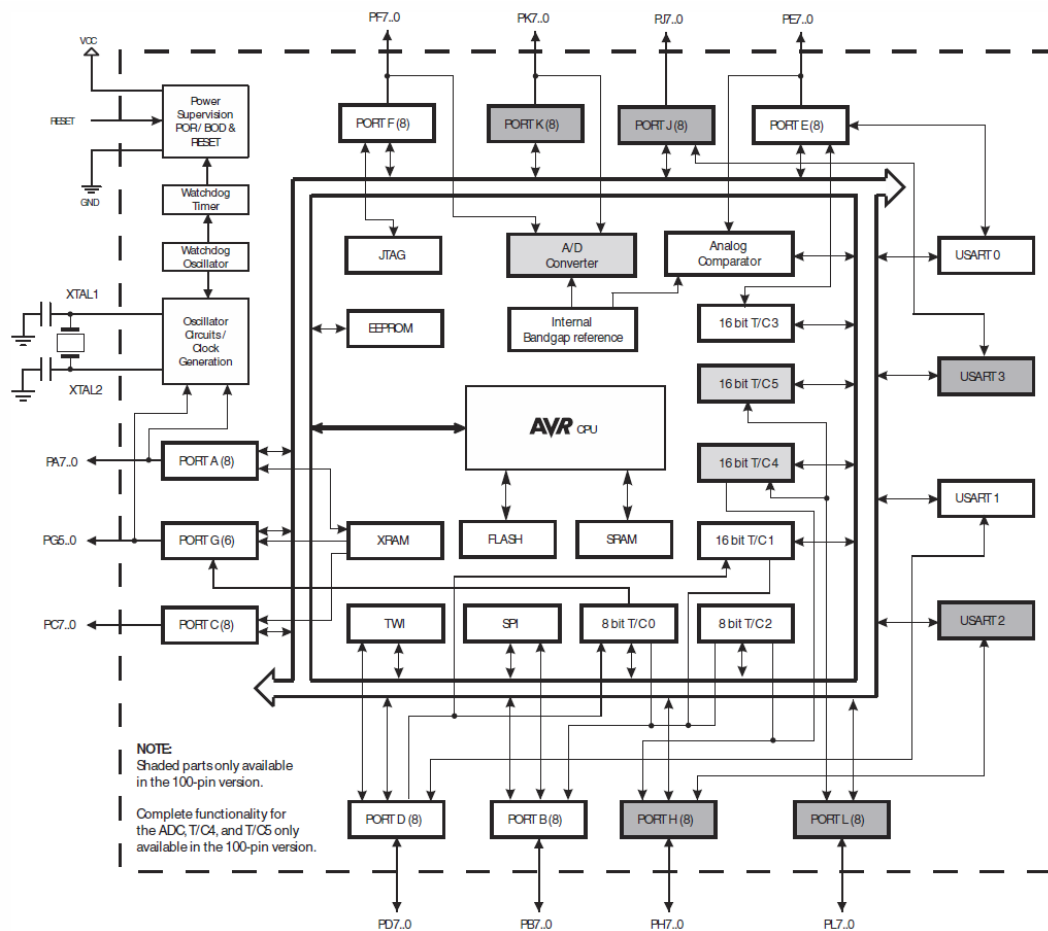 PF7..0
PK7..0
PJ7..0
PE7..0
VCC
RESET
GND
Power
Supervision
POR/ BOD &
RESET
Watchdog
Timer
Watchdog
Oscillator
XTAL1
XTAL2
Oscillator
Circuits /
Clock
Generation
PORT F (8)
PORT K (8)
PORT J (8)
PORT E (8)
JTAG
A/D
Converter
Analog
Comparator
USART 0
EEPROM
Internal
Bandgap reference
16 bit T/C3
16 bit T/C5
USART 3
AVR CPU
16 bit T/C4
PA7..0
PORT A (8)
USART 1
PG5..0
PORT G (6)
XRAM
FLASH
SRAM
16 bit T/C1
PC7..0
PORT C (8)
TWI
SPI
8 bit T/C0
8 bit T/C2
USART 2
NOTE:
Shaded parts only available
in the 100-pin version.
Complete functionality for
the ADC, T/C4, and T/C5 only
available in the 100-pin version.
PORT D (8)
PORT B (8)
PORT H (8)
PORT L (8)
PD7..0
PB7..0
PH7..0
PL7..0